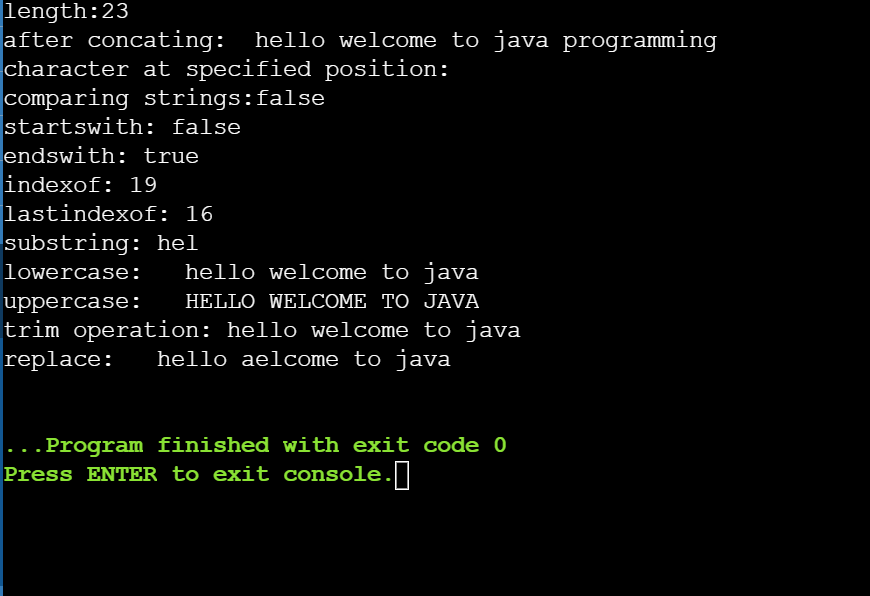 length:23
after concating:  hello welcome to java programming
character at specified position:
comparing strings:false
startswith: false
endswith: true
indexof: 19
lastindexof: 16
substring: hel
lowercase:   hello welcome to java
uppercase:   HELLO WELCOME TO JAVA
trim operation: hello welcome to java
replace:   hello aelcome to java
...Program finished with exit code 0
Press ENTER to exit console.